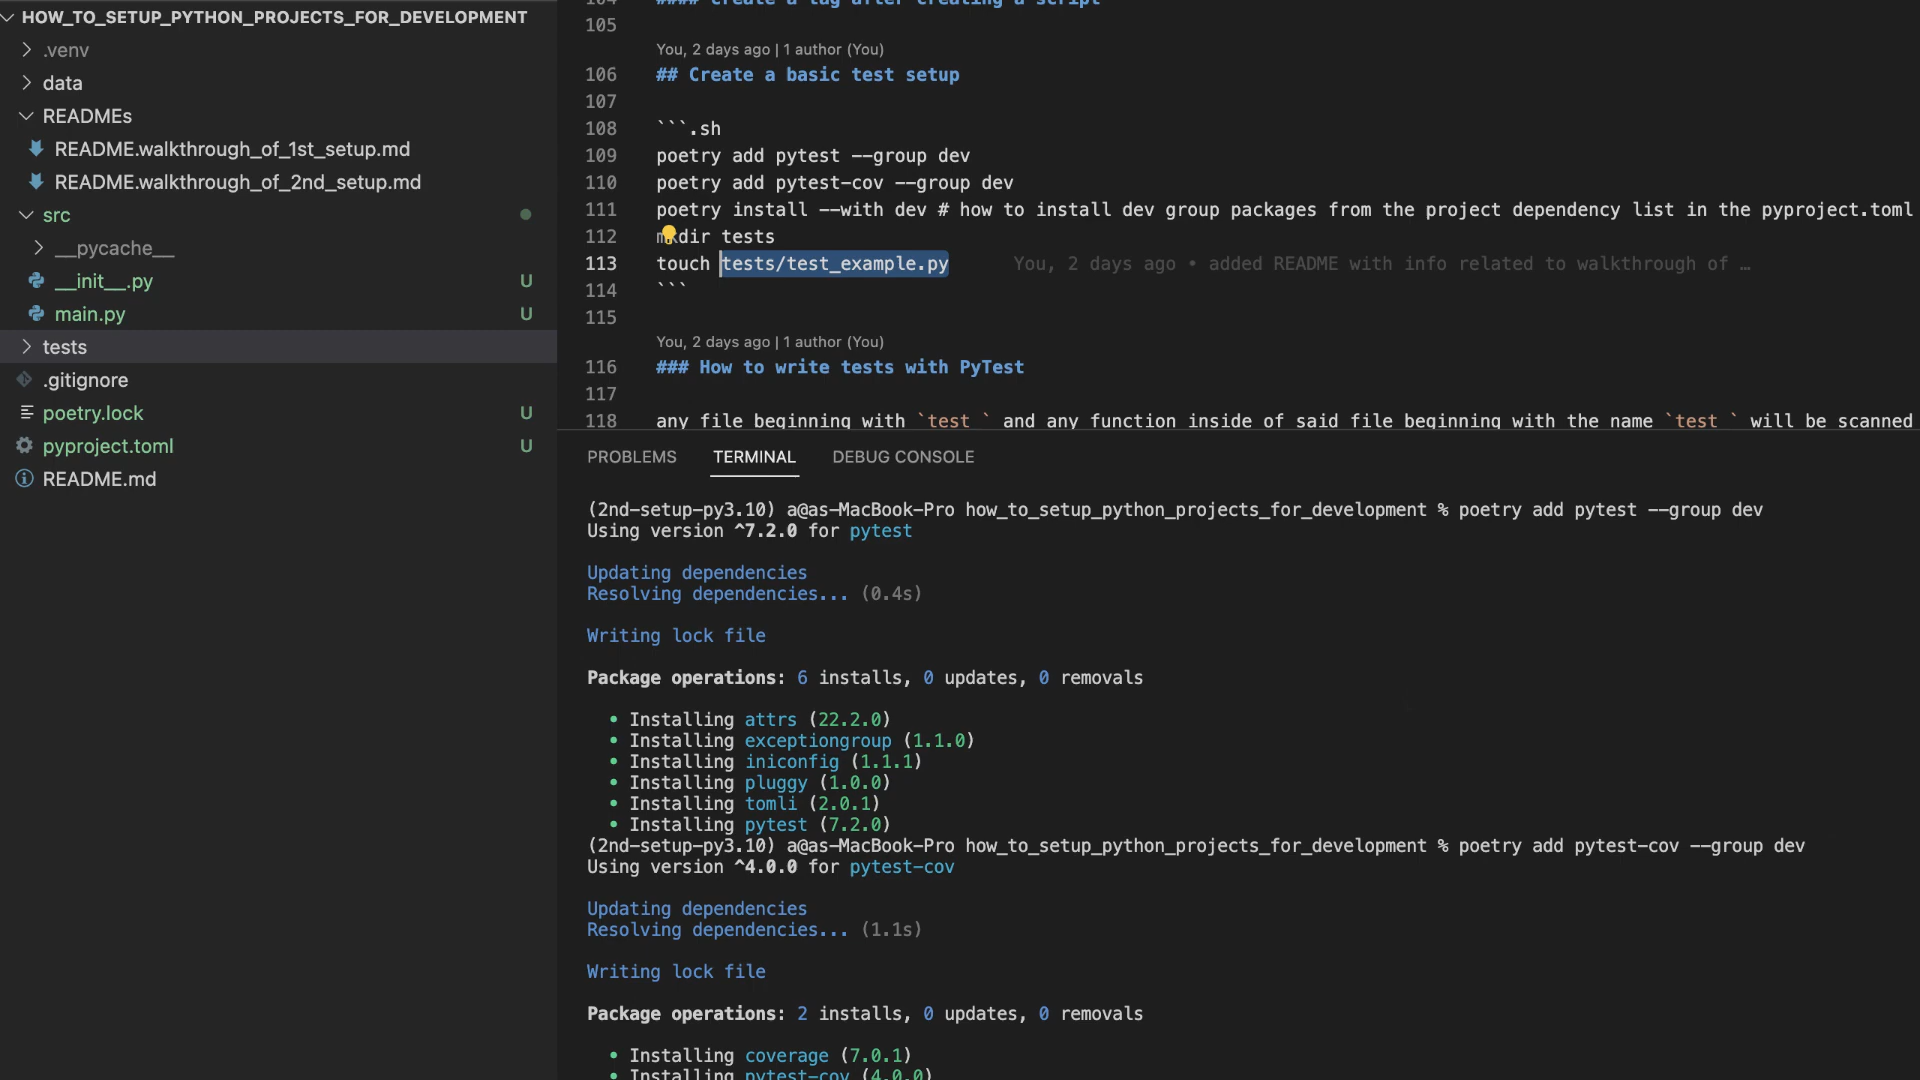 HOW_TO_SETUP_PYTHON_PROJECTS_FOR_DEVELOPMENT
.venv
data
READMEs
README.walkthrough_of_1st_setup.md
README.walkthrough_of_2nd_setup.md
src
__pycache__
__init__.py U
main.py U
tests
.gitignore
poetry.lock U
pyproject.toml U
README.md
104 #### create a tag after creating a script
105
You, 2 days ago | 1 author (You)
106 ## Create a basic test setup
107
108 ```.sh
109 poetry add pytest --group dev
110 poetry add pytest-cov --group dev
111 poetry install --with dev # how to install dev group packages from the project dependency list in the pyproject.toml
112 mkdir tests
113 touch tests/test_example.py You, 2 days ago • added README with info related to walkthrough of …
114 ```
115
You, 2 days ago | 1 author (You)
116 ### How to write tests with PyTest
117
118 any file beginning with `test_` and any function inside of said file beginning with the name `test_` will be scanned
PROBLEMS TERMINAL DEBUG CONSOLE
(2nd-setup-py3.10) a@as-MacBook-Pro how_to_setup_python_projects_for_development % poetry add pytest --group dev
Using version ^7.2.0 for pytest
Updating dependencies
Resolving dependencies... (0.4s)
Writing lock file
Package operations: 6 installs, 0 updates, 0 removals
• Installing attrs (22.2.0)
• Installing exceptiongroup (1.1.0)
• Installing iniconfig (1.1.1)
• Installing pluggy (1.0.0)
• Installing tomli (2.0.1)
• Installing pytest (7.2.0)
(2nd-setup-py3.10) a@as-MacBook-Pro how_to_setup_python_projects_for_development % poetry add pytest-cov --group dev
Using version ^4.0.0 for pytest-cov
Updating dependencies
Resolving dependencies... (1.1s)
Writing lock file
Package operations: 2 installs, 0 updates, 0 removals
• Installing coverage (7.0.1)
• Installing pytest-cov (4.0.0)